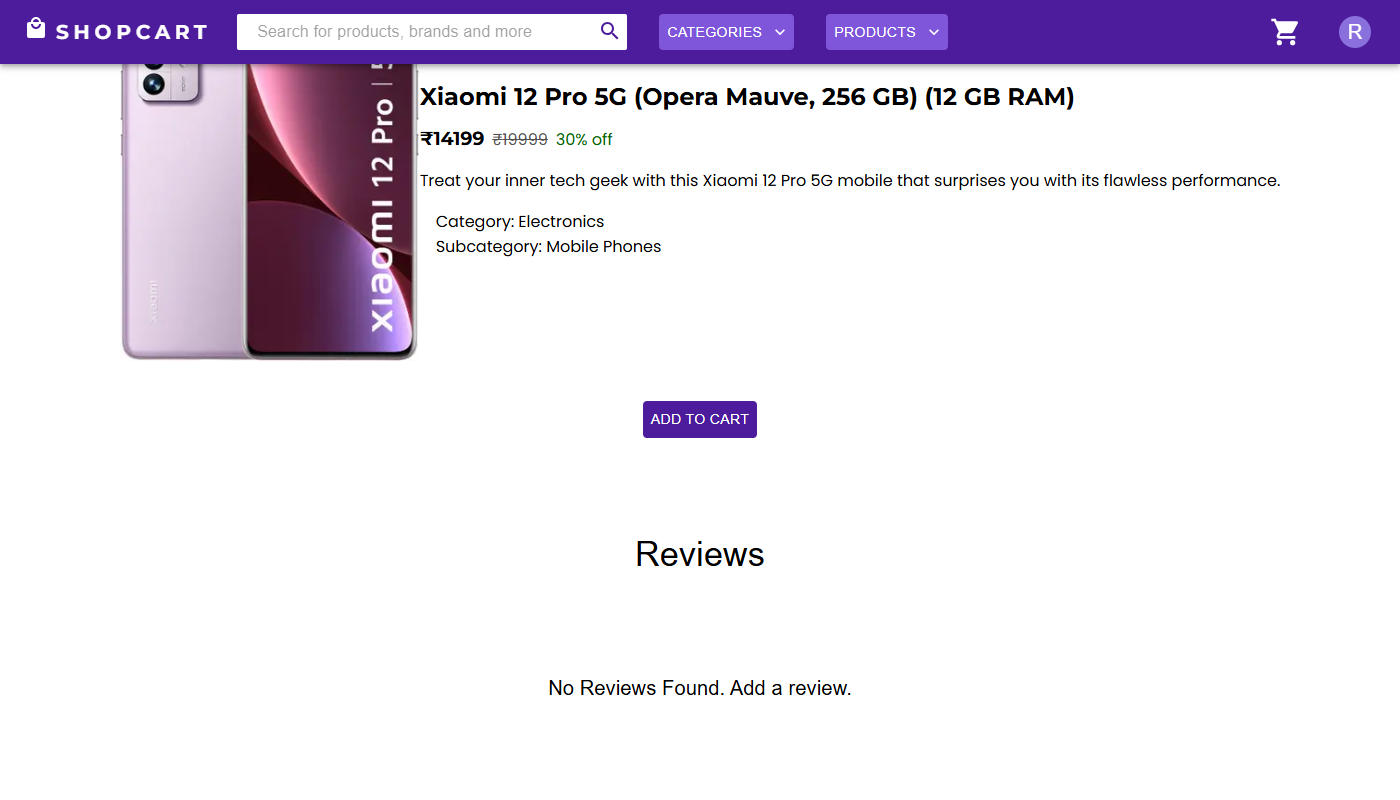 SHOPCART
Search for products, brands and more
CATEGORIES
PRODUCTS
R
Xiaomi 12 Pro 5G (Opera Mauve, 256 GB) (12 GB RAM)
₹14199 ₹19999 30% off
Treat your inner tech geek with this Xiaomi 12 Pro 5G mobile that surprises you with its flawless performance.
Category: Electronics
Subcategory: Mobile Phones
xiaomi
Xiaomi 12 Pro | 5
ADD TO CART
Reviews
No Reviews Found. Add a review.